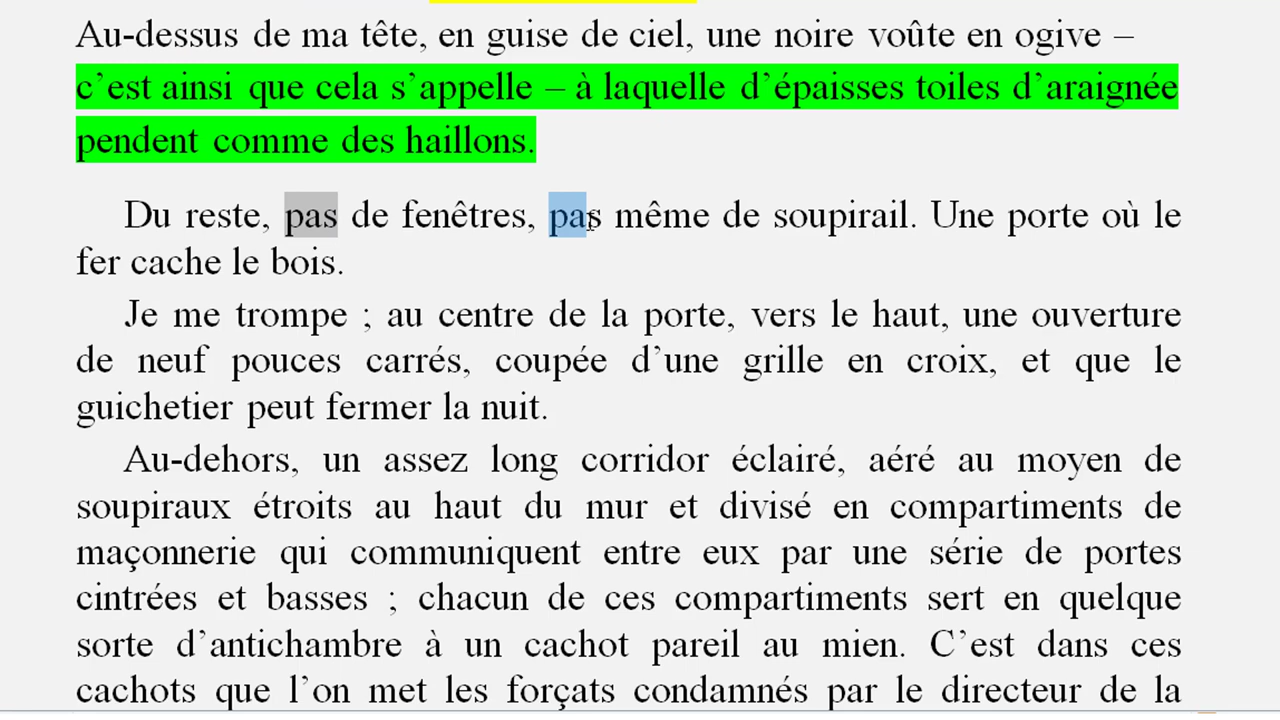 Au-dessus de ma tête, en guise de ciel, une noire voûte en ogive –
c’est ainsi que cela s’appelle – à laquelle d’épaisses toiles d’araignée
pendent comme des haillons.
Du reste, pas de fenêtres, pas même de soupirail. Une porte où le
fer cache le bois.
Je me trompe ; au centre de la porte, vers le haut, une ouverture
de neuf pouces carrés, coupée d’une grille en croix, et que le
guichetier peut fermer la nuit.
Au-dehors, un assez long corridor éclairé, aéré au moyen de
soupiraux étroits au haut du mur et divisé en compartiments de
maçonnerie qui communiquent entre eux par une série de portes
cintrées et basses ; chacun de ces compartiments sert en quelque
sorte d’antichambre à un cachot pareil au mien. C’est dans ces
cachots que l’on met les forçats condamnés par le directeur de la